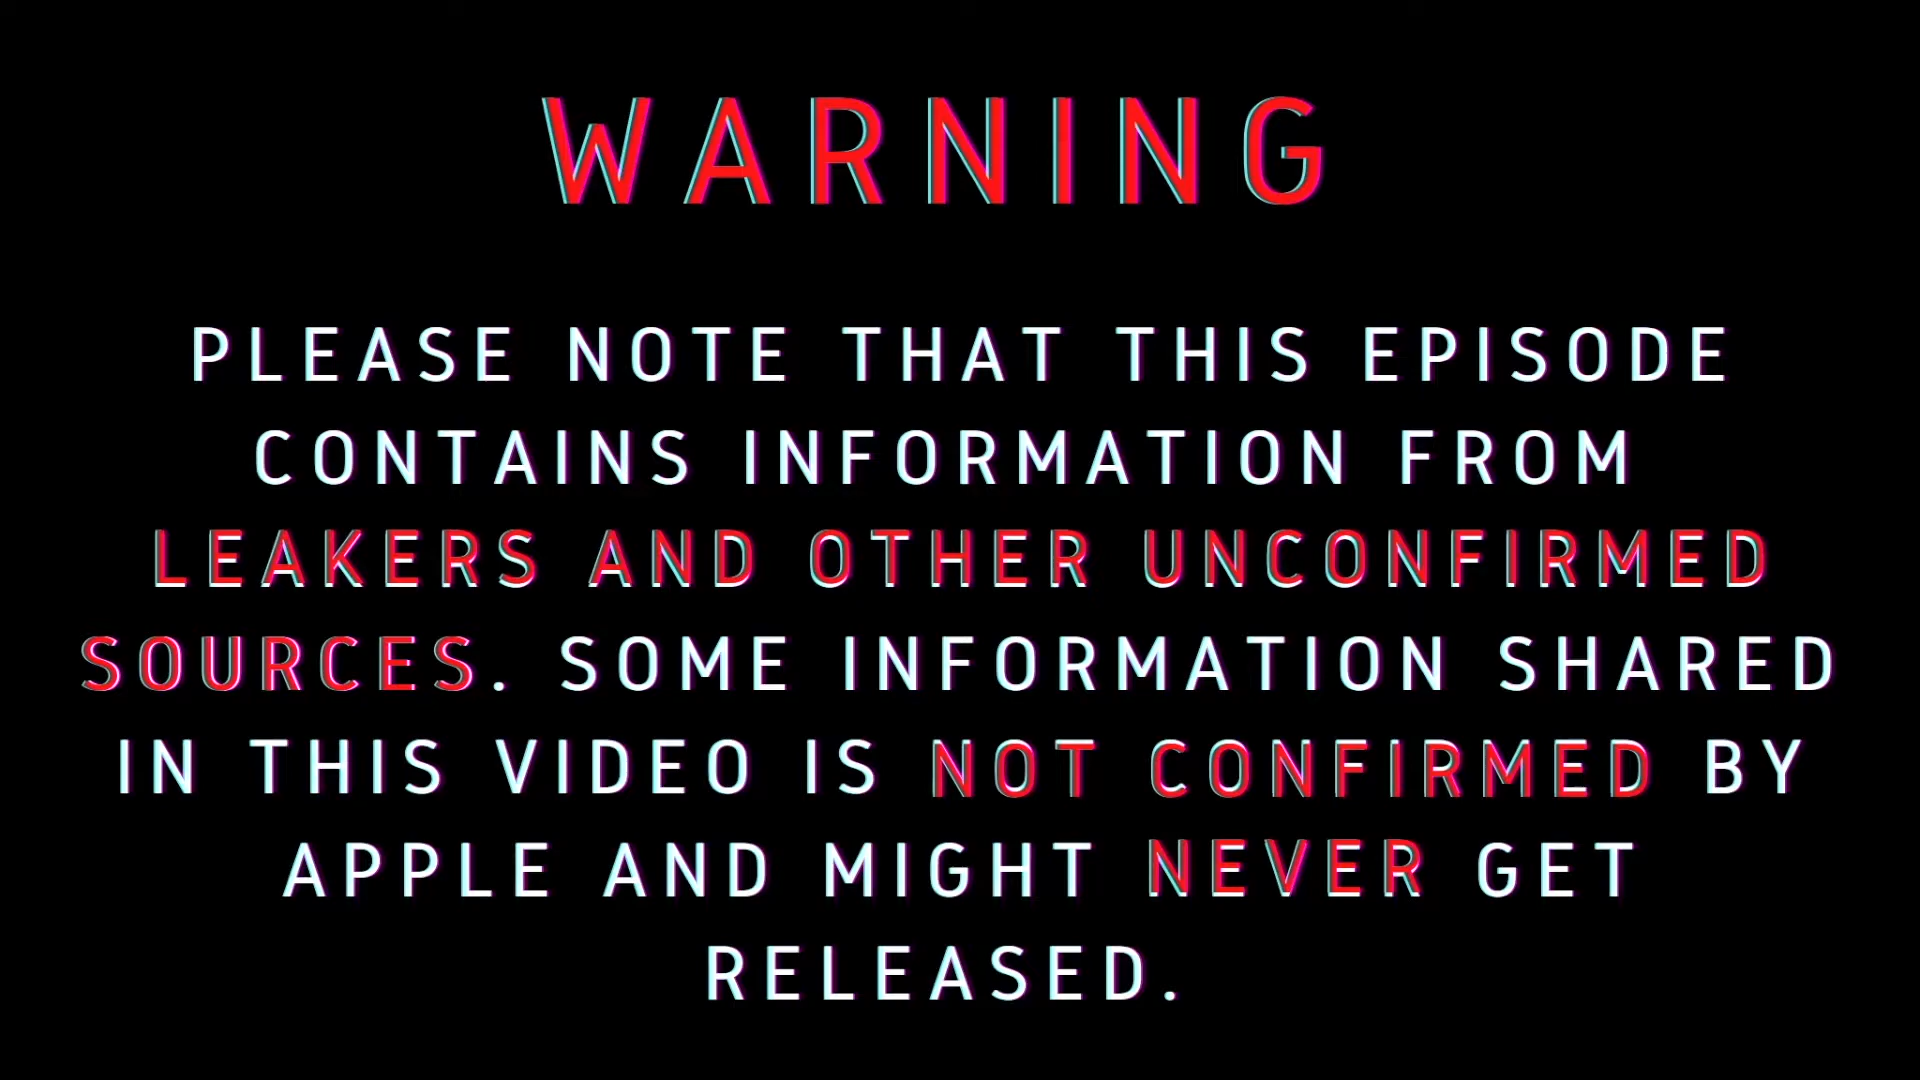 WARNING
PLEASE NOTE THAT THIS EPISODE
CONTAINS INFORMATION FROM
LEAKERS AND OTHER UNCONFIRMED
SOURCES. SOME INFORMATION SHARED
IN THIS VIDEO IS NOT CONFIRMED BY
APPLE AND MIGHT NEVER GET
RELEASED.